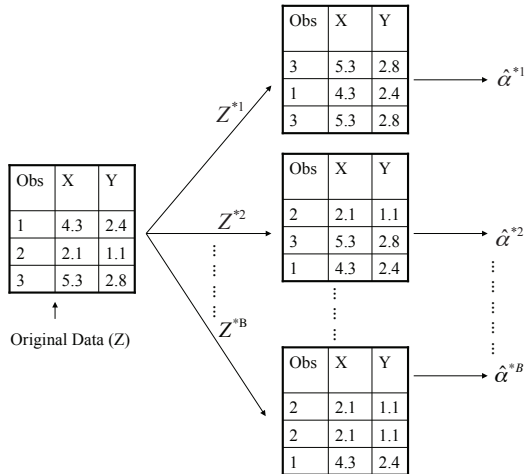 Obs X Y
3 5.3 2.8
1 4.3 2.4
3 5.3 2.8
Z*1
α̂*1
Obs X Y
1 4.3 2.4
2 2.1 1.1
3 5.3 2.8
Original Data (Z)
Z*2
Obs X Y
2 2.1 1.1
3 5.3 2.8
1 4.3 2.4
α̂*2
Z*B
Obs X Y
2 2.1 1.1
2 2.1 1.1
1 4.3 2.4
α̂*B